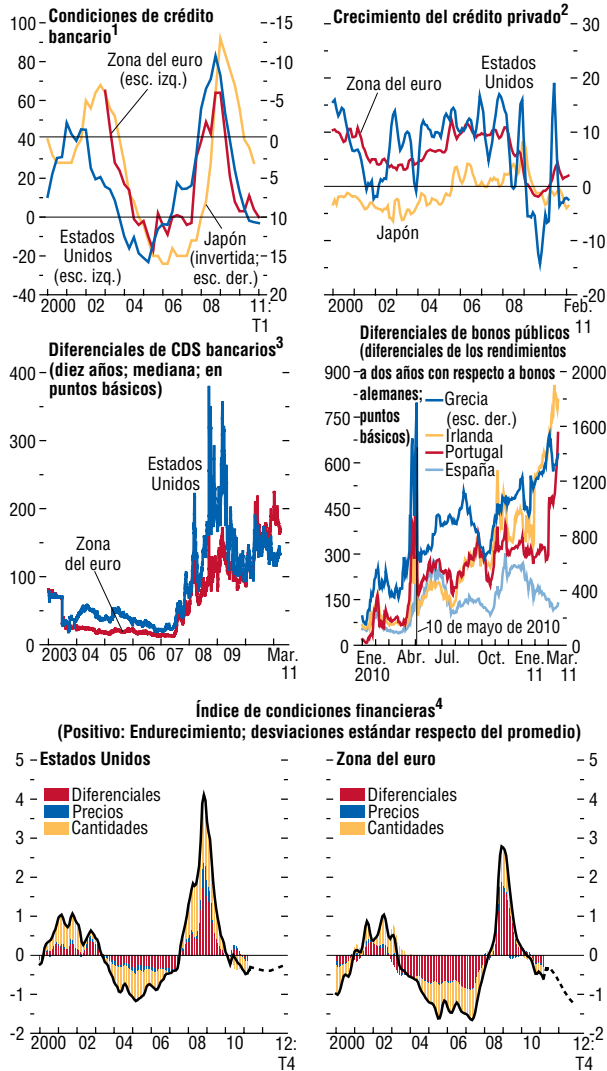 Condiciones de crédito
bancario1
100
80
60
40
20
0
-20
-40
-15
-10
-5
0
5
10
15
20
Zona del euro
(esc. izq.)
Estados
Unidos
(esc. izq.)
Japón
(invertida;
esc. der.)
2000 02 04 06 08 11:
T1
Crecimiento del crédito privado2
30
20
10
0
-10
-20
Estados
Unidos
Zona del euro
Japón
2000 02 04 06 08 Feb.
11
Diferenciales de CDS bancarios3
(diez años; mediana; en
puntos básicos)
400
300
200
100
0
Estados
Unidos
Zona
del euro
2003 04 05 06 07 08 09 Mar.
11
Diferenciales de bonos públicos
(diferenciales de los rendimientos
a dos años con respecto a bonos
alemanes;
puntos
básicos)
900
750
600
450
300
150
0
2000
1800
1400
1200
800
600
400
0
Grecia
(esc. der.)
Irlanda
Portugal
España
10 de mayo de 2010
Ene. Abr. Jul. Oct. Ene. Mar.
2010 11 11
Índice de condiciones financieras4
(Positivo: Endurecimiento; desviaciones estándar respecto del promedio)
Estados Unidos
5
4
3
2
1
0
-1
-2
Diferenciales
Precios
Cantidades
2000 02 04 06 08 10 12:
T4
Zona del euro
5
4
3
2
1
0
-1
-2
Diferenciales
Precios
Cantidades
2000 02 04 06 08 10 12:
T4